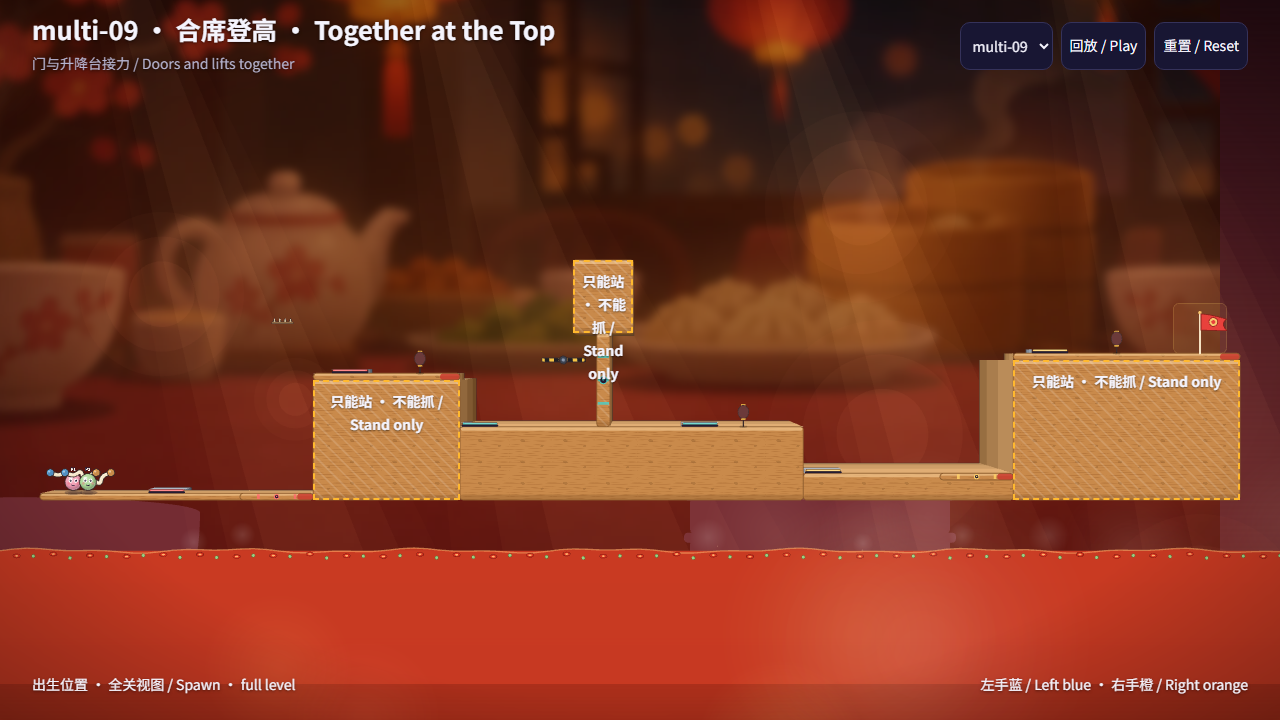 multi-09 · 合席登高 · Together at the Top
门与升降台接力 / Doors and lifts together
multi-09
回放 / Play
重置 / Reset
只能站
· 不能
抓 /
Stand
only
只能站 · 不能抓 /
Stand only
只能站 · 不能抓 / Stand only
出生位置 · 全关视图 / Spawn · full level
左手蓝 / Left blue · 右手橙 / Right orange